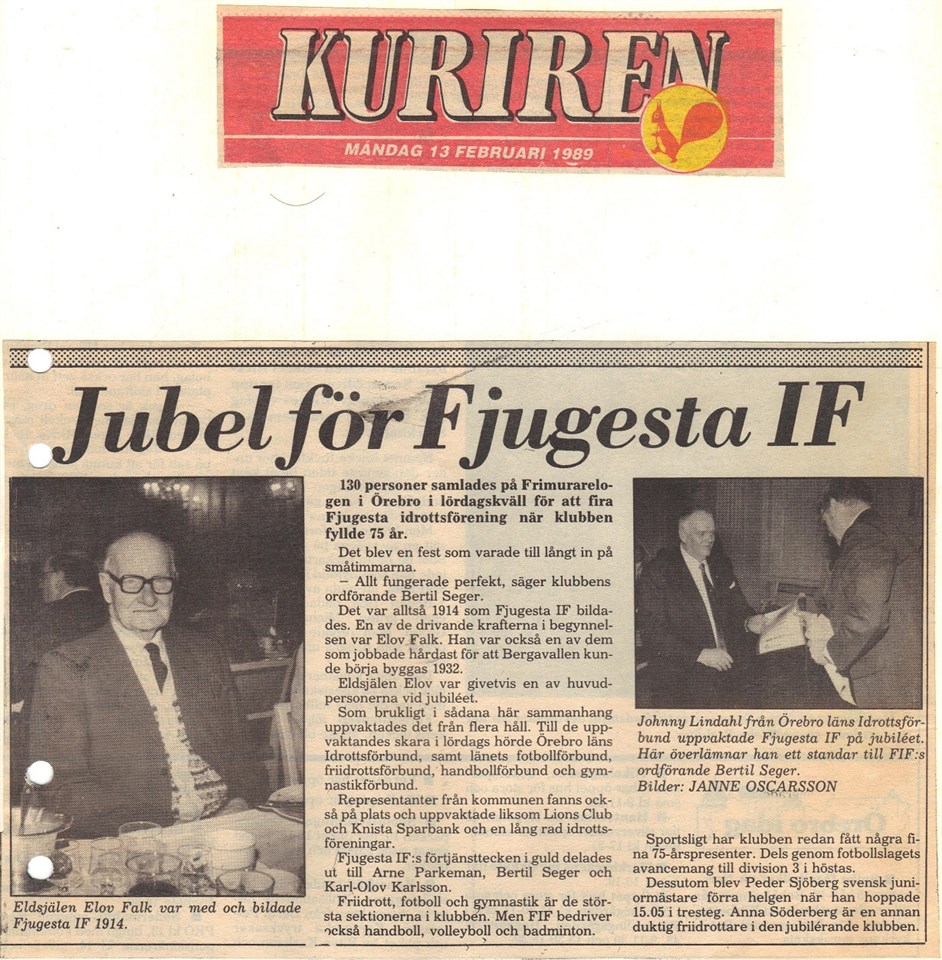 KURIREN
MÅNDAG 13 FEBRUARI 1989
Jubel för Fjugesta IF
130 personer samlades på Frimurarelo-
gen i Örebro i lördagskväll för att fira
Fjugesta idrottsförening när klubben
fyllde 75 år.
Det blev en fest som varade till långt in på
småtimmarna.
– Allt fungerade perfekt, säger klubbens
ordförande Bertil Seger.
Det var alltså 1914 som Fjugesta IF bilda-
des. En av de drivande krafterna i begynnel-
sen var Elov Falk. Han var också en av dem
som jobbade hårdast för att Bergavallen kun-
de börja byggas 1932.
Eldsjälen Elov var givetvis en av huvud-
personerna vid jubiléet.
Som brukligt i sådana här sammanhang
uppvaktades det från flera håll. Till de upp-
vaktandes skara i lördags hörde Örebro läns
Idrottsförbund, samt länets fotbollförbund,
friidrottsförbund, handbollförbund och gym-
nastikförbund.
Representanter från kommunen fanns ock-
så på plats och uppvaktade liksom Lions Club
och Knista Sparbank och en lång rad idrotts-
föreningar.
Fjugesta IF:s förtjänsttecken i guld delades
ut till Arne Parkeman, Bertil Seger och
Karl-Olov Karlsson.
Friidrott, fotboll och gymnastik är de stör-
sta sektionerna i klubben. Men FIF bedriver
också handboll, volleyboll och badminton.
Eldsjälen Elov Falk var med och bildade
Fjugesta IF 1914.
Johnny Lindahl från Örebro läns Idrottsför-
bund uppvaktade Fjugesta IF på jubiléet.
Här överlämnar han ett standar till FIF:s
ordförande Bertil Seger.
Bilder: JANNE OSCARSSON
Sportsligt har klubben redan fått några fi-
na 75-årspresenter. Dels genom fotbollslagets
avancemang till division 3 i höstas.
Dessutom blev Peder Sjöberg svensk juni-
ormästare förra helgen när han hoppade
15.05 i tresteg. Anna Söderberg är en annan
duktig friidrottare i den jubilérande klubben.